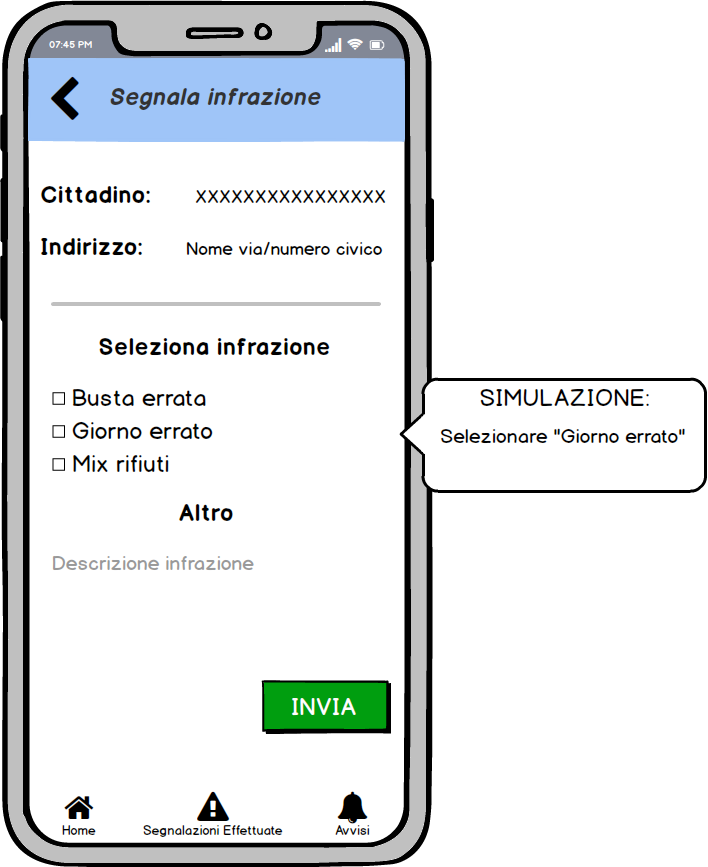 07:45 PM
Segnala infrazione
Cittadino: XXXXXXXXXXXXXXXX
Indirizzo: Nome via/numero civico
Seleziona infrazione
Busta errata
Giorno errato
Mix rifiuti
SIMULAZIONE:
Selezionare "Giorno errato"
Altro
Descrizione infrazione
INVIA
Home Segnalazioni Effettuate Avvisi